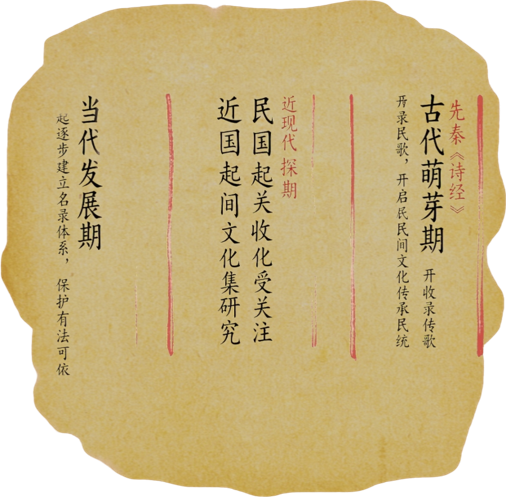 先秦《诗经》
古代萌芽期 开收录传歌
录民歌，开启民民间文化传承民统
近现代 探期
民国起关收化受关注
近国起间文化集研究
当代发展期
起逐步建立名录体系，保护有法可依